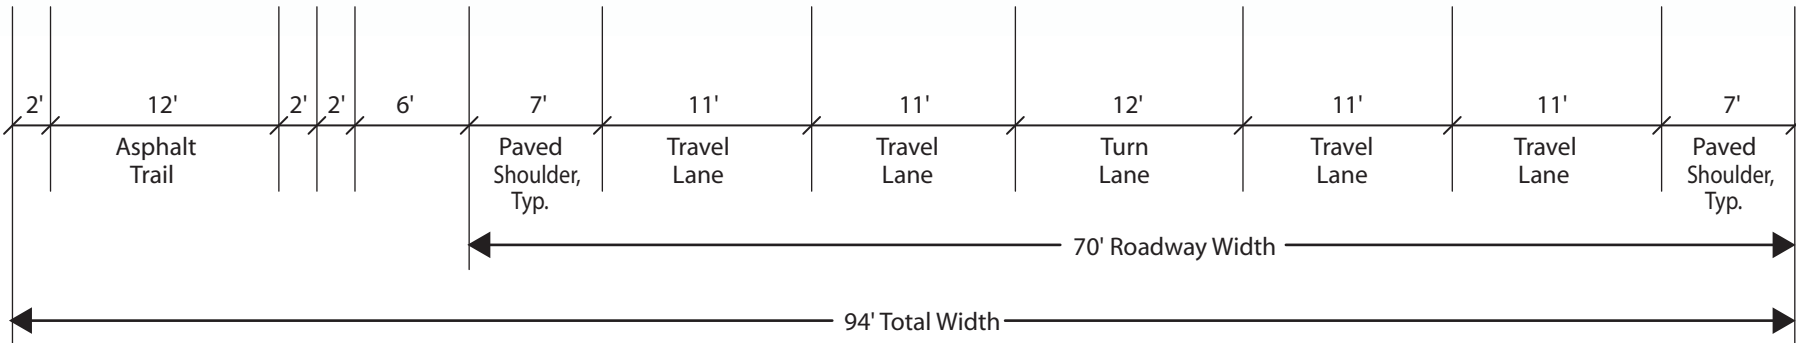 2' 12' 2' 2' 6' 7' 11' 11' 12' 11' 11' 7'
Asphalt Paved Travel Travel Turn Travel Travel Paved
Trail Shoulder, Lane Lane Lane Lane Lane Shoulder,
Typ. Typ.
70' Roadway Width
94' Total Width